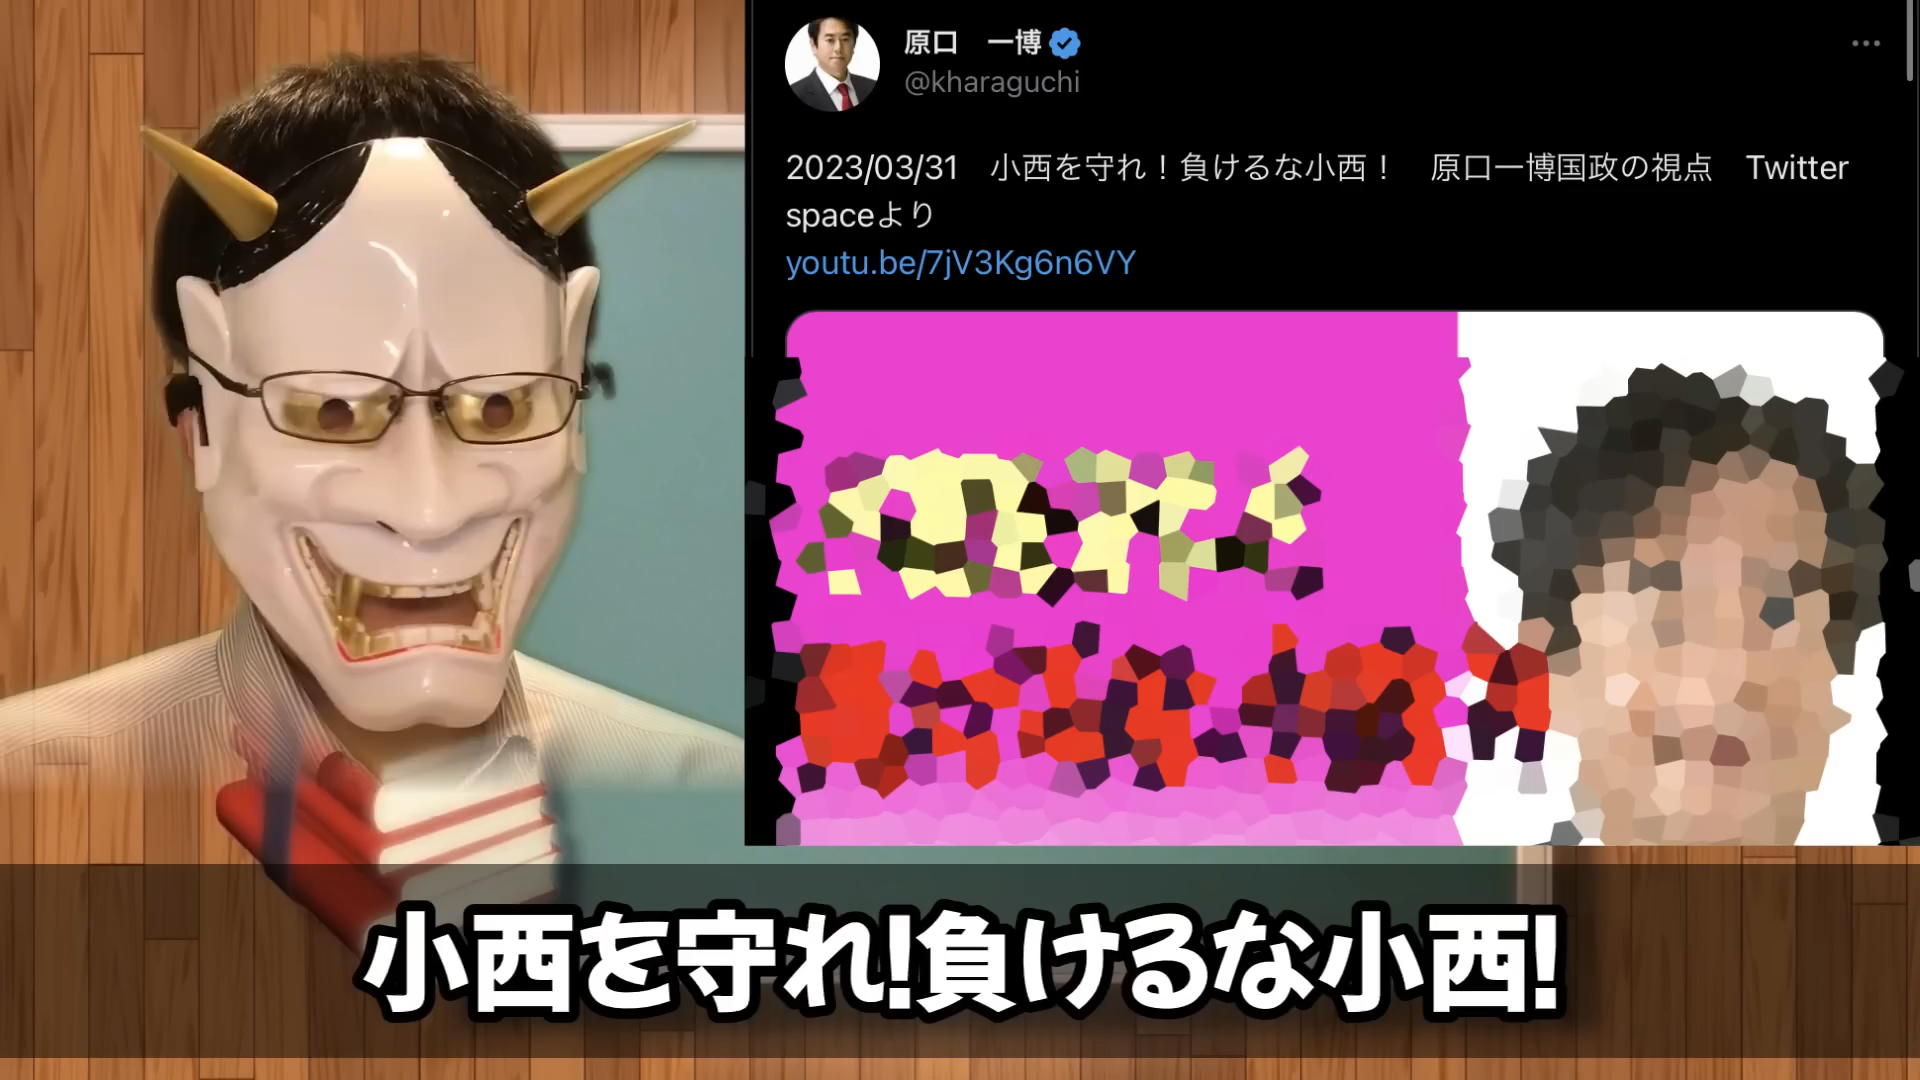 原口　一博
@kharaguchi
2023/03/31　小西を守れ！負けるな小西！　原口一博国政の視点　Twitter
spaceより
youtu.be/7jV3Kg6n6VY
小西を守れ!負けるな小西!